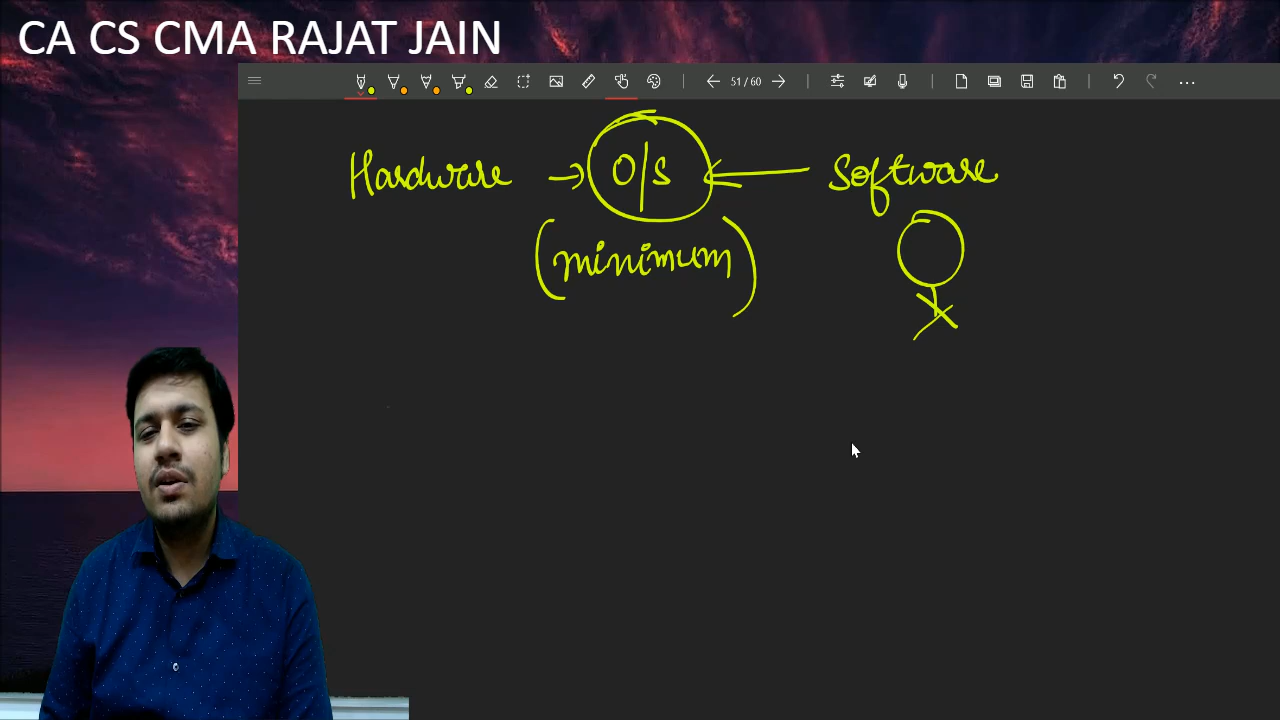 CA CS CMA RAJAT JAIN
51 / 60
Hardware → O/S ← Software
(minimum)